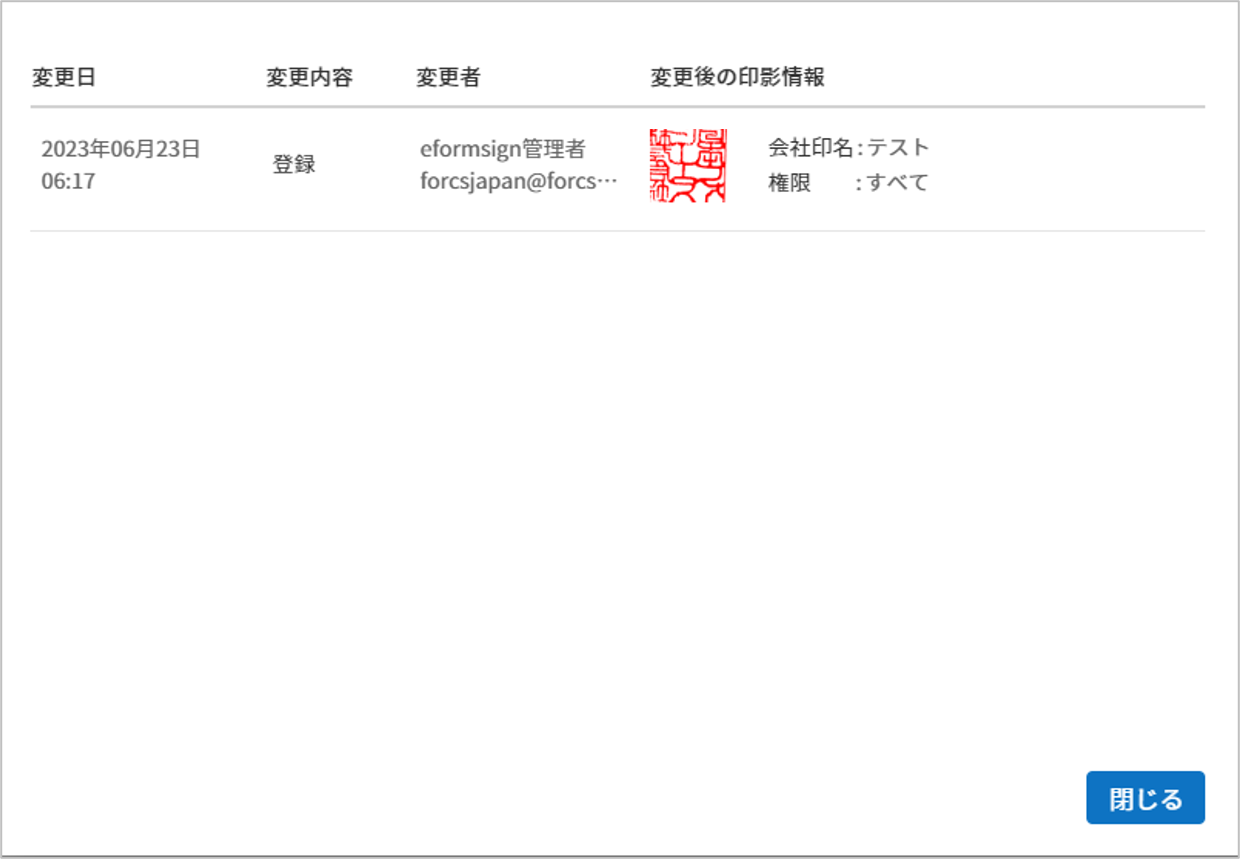 変更日 変更内容 変更者 変更後の印影情報
2023年06月23日
06:17
登録
eformsign管理者
forcsjapan@forcs…
会社印名:テスト
権限 :すべて
閉じる